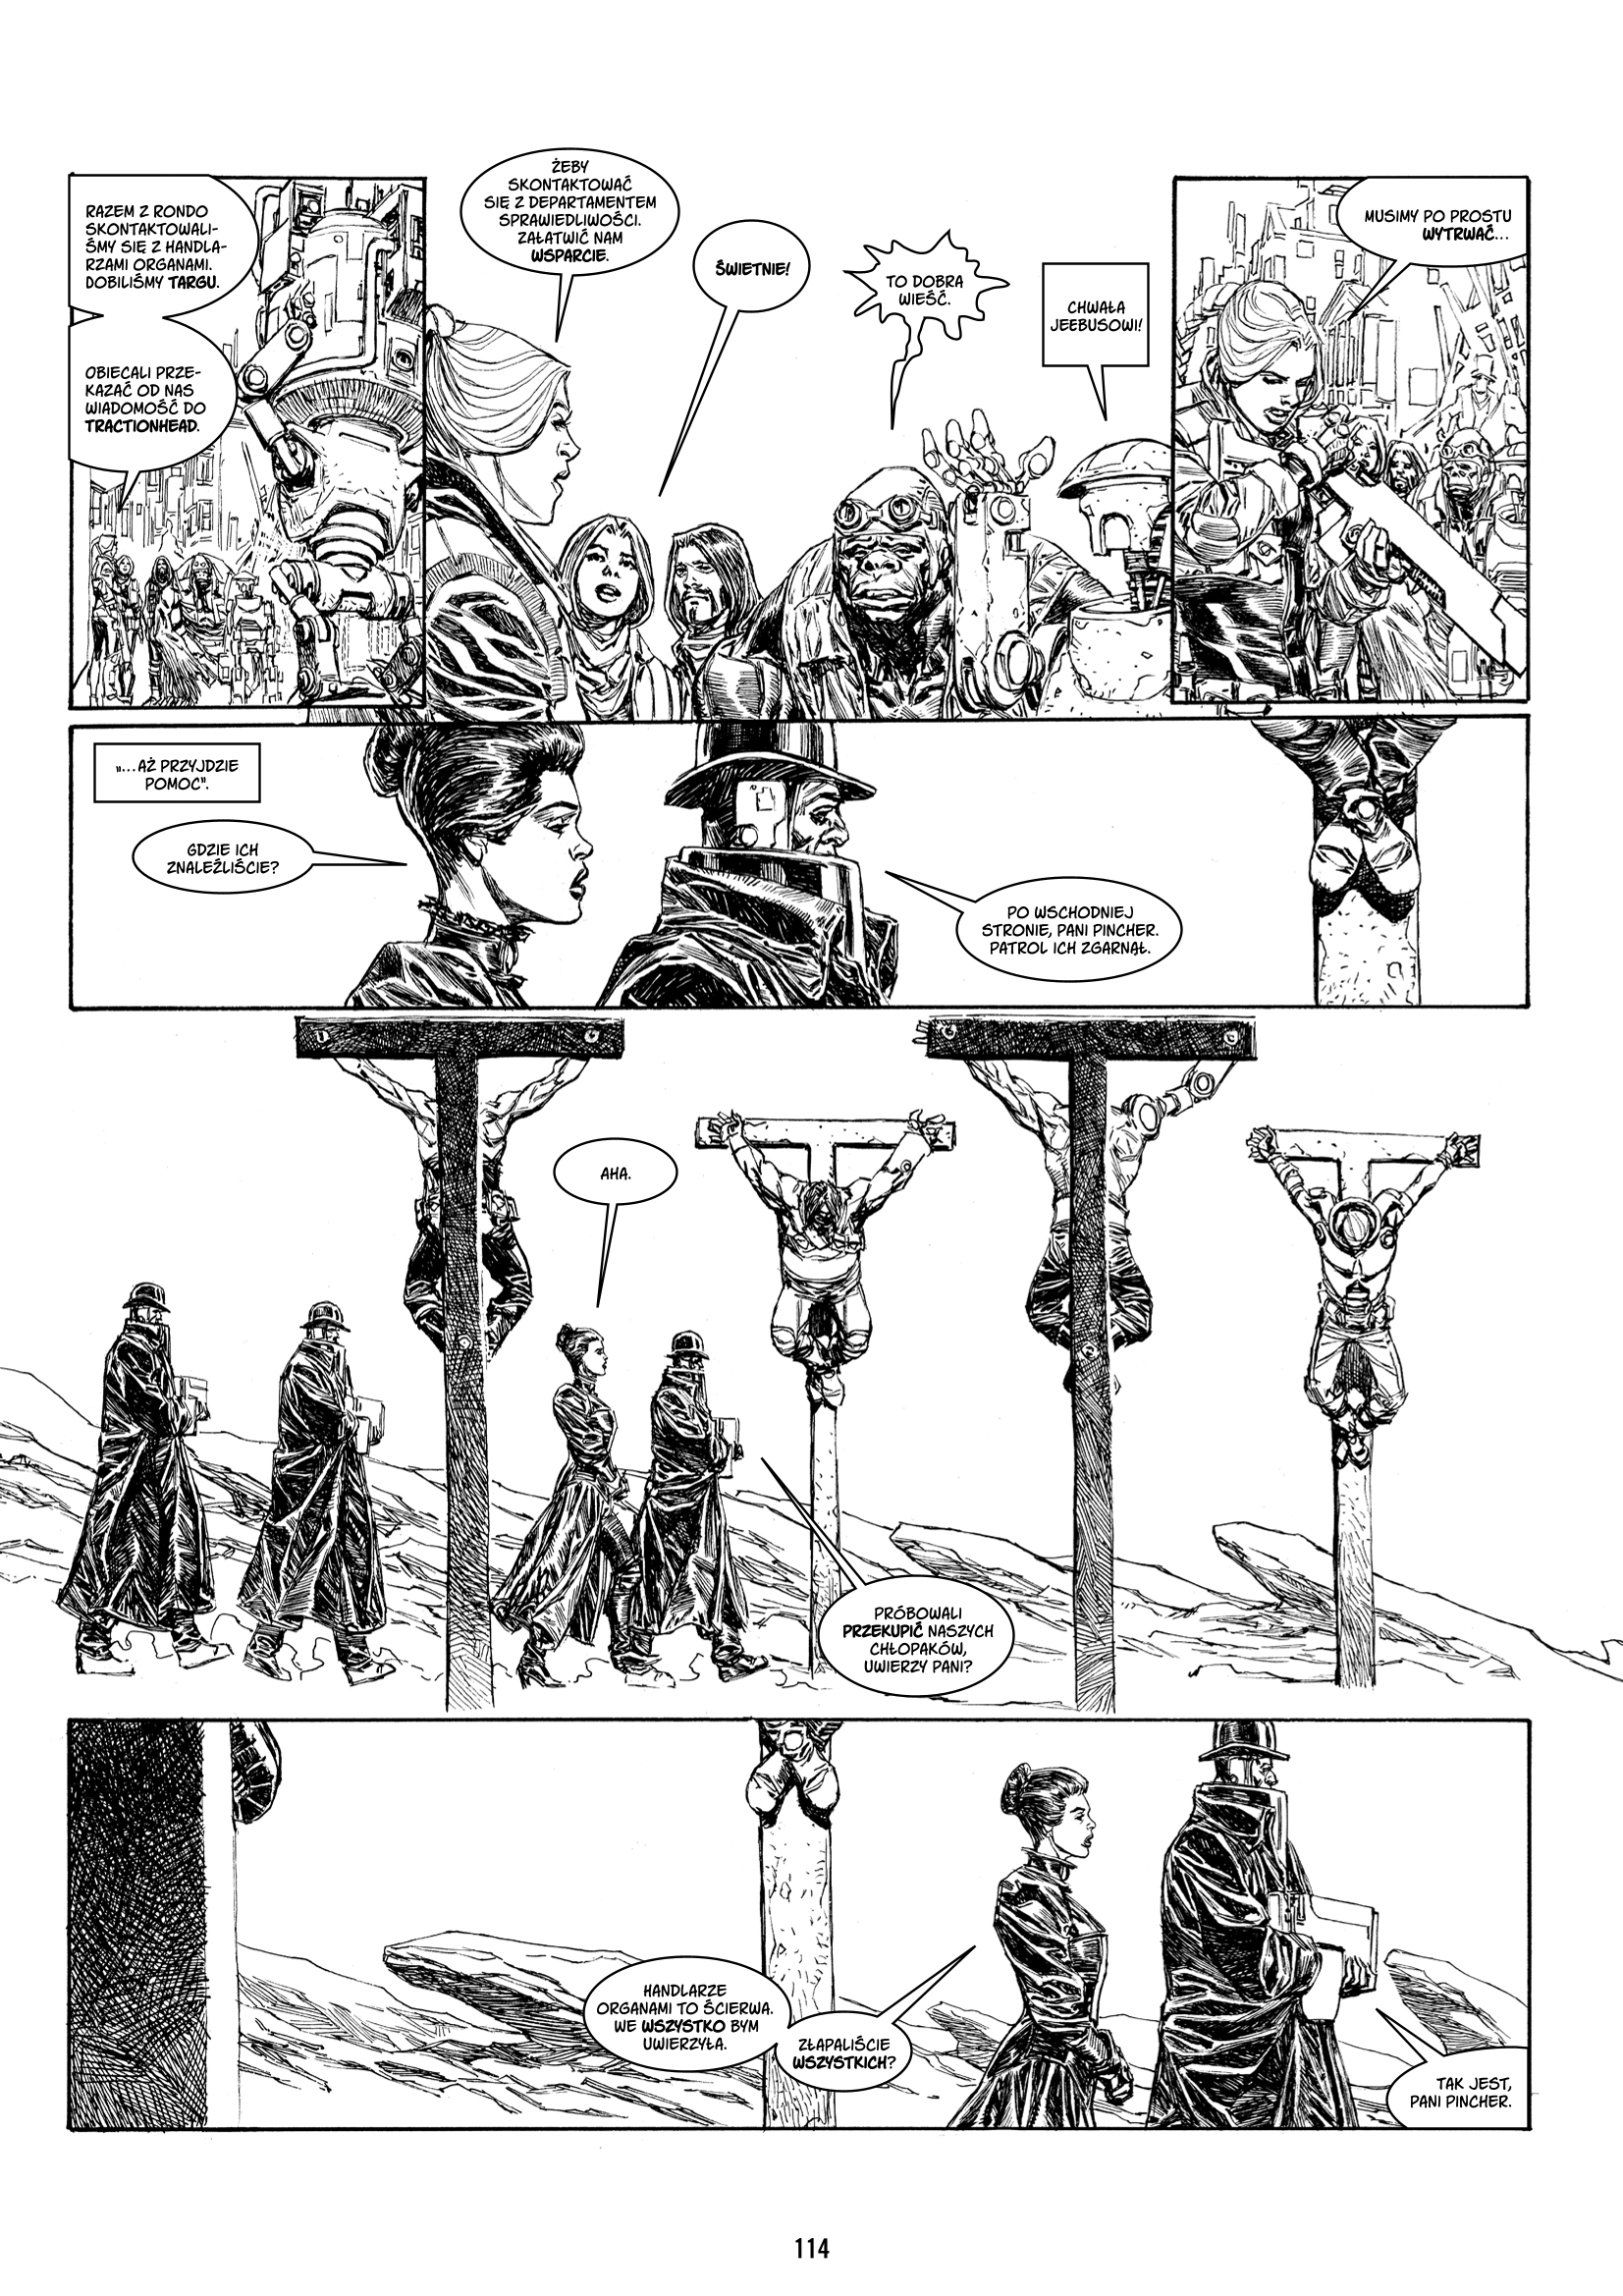 RAZEM Z RONDO
SKONTAKTOWALI-
ŚMY SIĘ Z HANDLA-
RZAMI ORGANAMI.
DOBILIŚMY TARGU.
OBIECALI PRZE-
KAZAĆ OD NAS
WIADOMOŚĆ DO
TRACTIONHEAD.
ŻEBY
SKONTAKTOWAĆ
SIĘ Z DEPARTAMENTEM
SPRAWIEDLIWOŚCI.
ZAŁATWIĆ NAM
WSPARCIE.
ŚWIETNIE!
TO DOBRA
WIEŚĆ.
CHWAŁA
JEEBUSOWI!
MUSIMY PO PROSTU
WYTRWAĆ...
„...AŻ PRZYJDZIE
POMOC".
GDZIE ICH
ZNALEŹLIŚCIE?
PO WSCHODNIEJ
STRONIE, PANI PINCHER.
PATROL ICH ZGARNĄŁ.
AHA.
PRÓBOWALI
PRZEKUPIĆ NASZYCH
CHŁOPAKÓW,
UWIERZY PANI?
HANDLARZE
ORGANAMI TO ŚCIERWA.
WE WSZYSTKO BYM
UWIERZYŁA.
ZŁAPALIŚCIE
WSZYSTKICH?
TAK JEST,
PANI PINCHER.
114